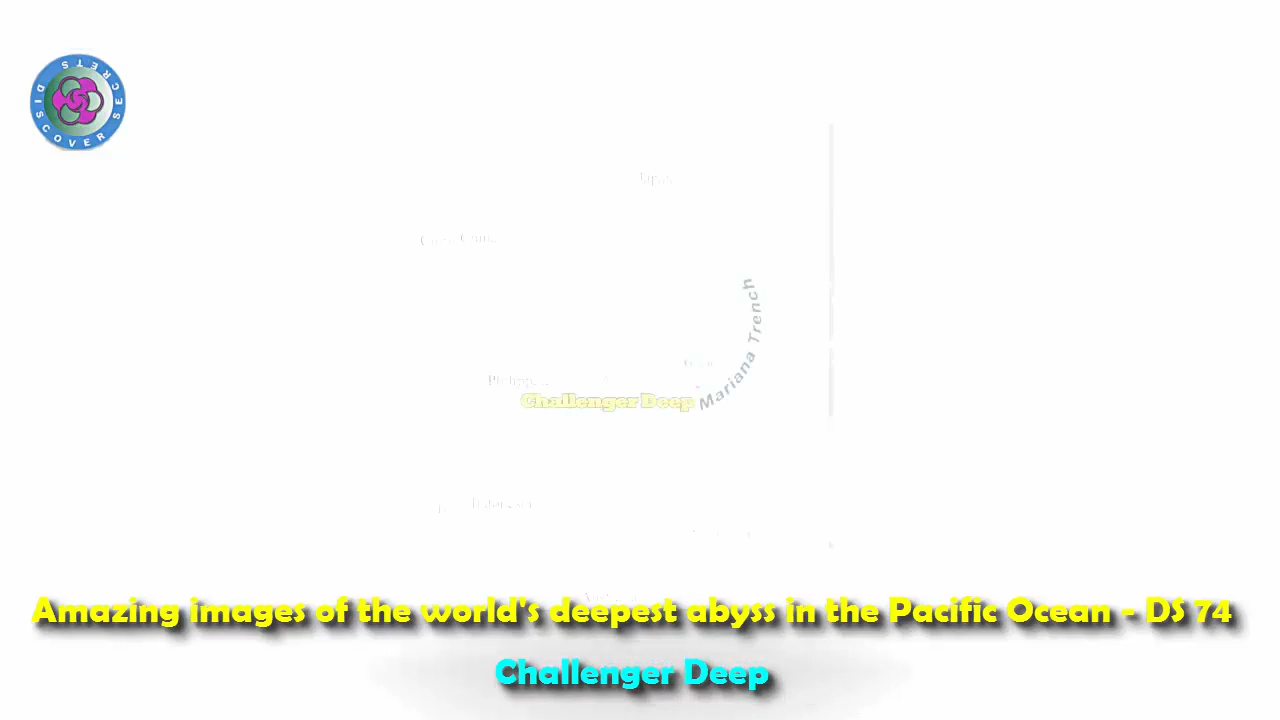 DISCOVER SECRETS
Japan
Mariana Trench
Challenger Deep
Amazing images of the world's deepest abyss in the Pacific Ocean - DS 74
Challenger Deep